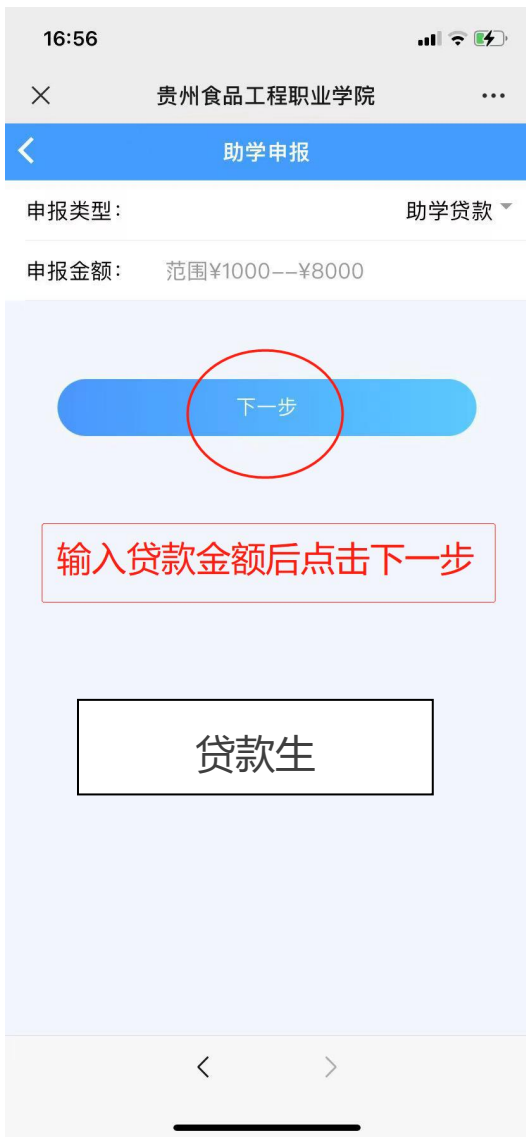 16:56
贵州食品工程职业学院
助学申报
申报类型: 助学贷款
申报金额: 范围¥1000--¥8000
下一步
输入贷款金额后点击下一步
贷款生